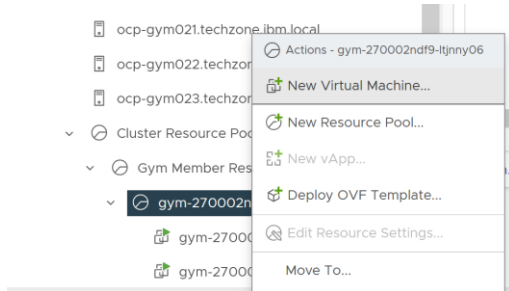 ocp-gym021.techzone.ibm.local
ocp-gym022.techzor
ocp-gym023.techzor
Cluster Resource Poo
Gym Member Res
gym-270002n
gym-2700
gym-2700
Actions - gym-270002ndf9-ltjnny06
New Virtual Machine...
New Resource Pool...
New vApp...
Deploy OVF Template...
Edit Resource Settings...
Move To...